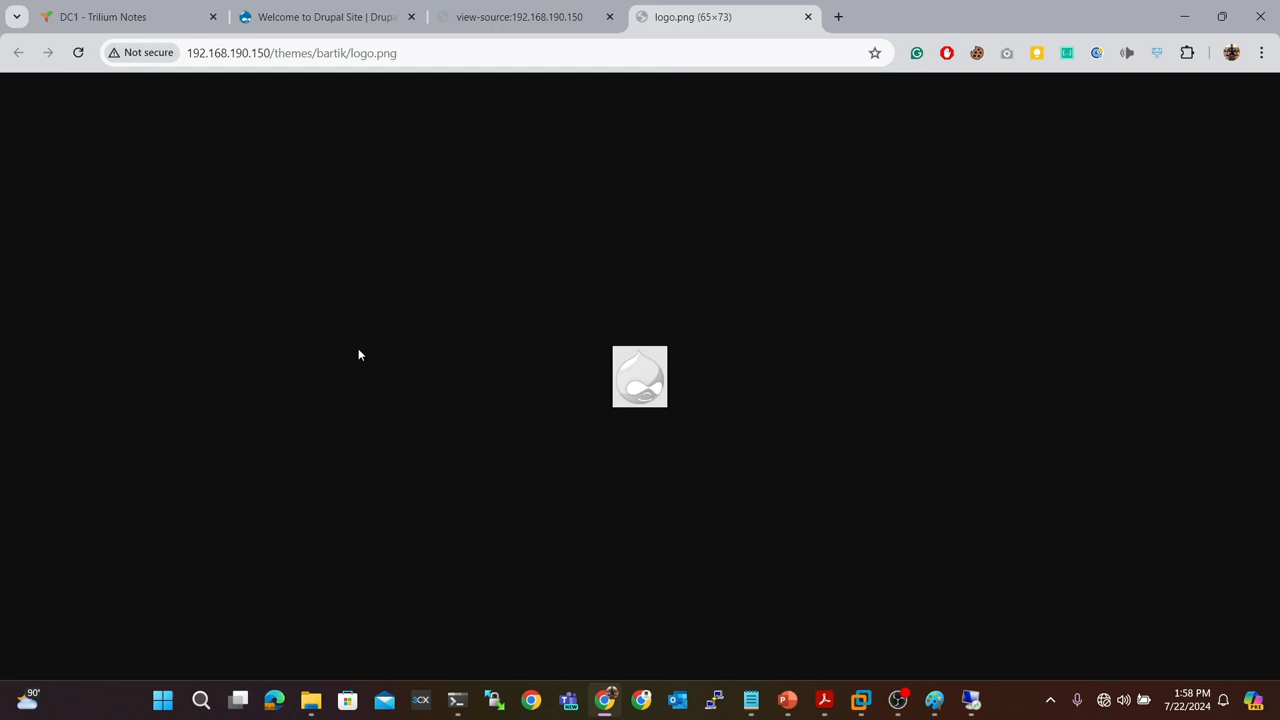 DC1 - Trilium Notes
Welcome to Drupal Site | Drupa
view-source:192.168.190.150
logo.png (65×73)
Not secure
192.168.190.150/themes/bartik/logo.png
90°
1:58 PM
7/22/2024